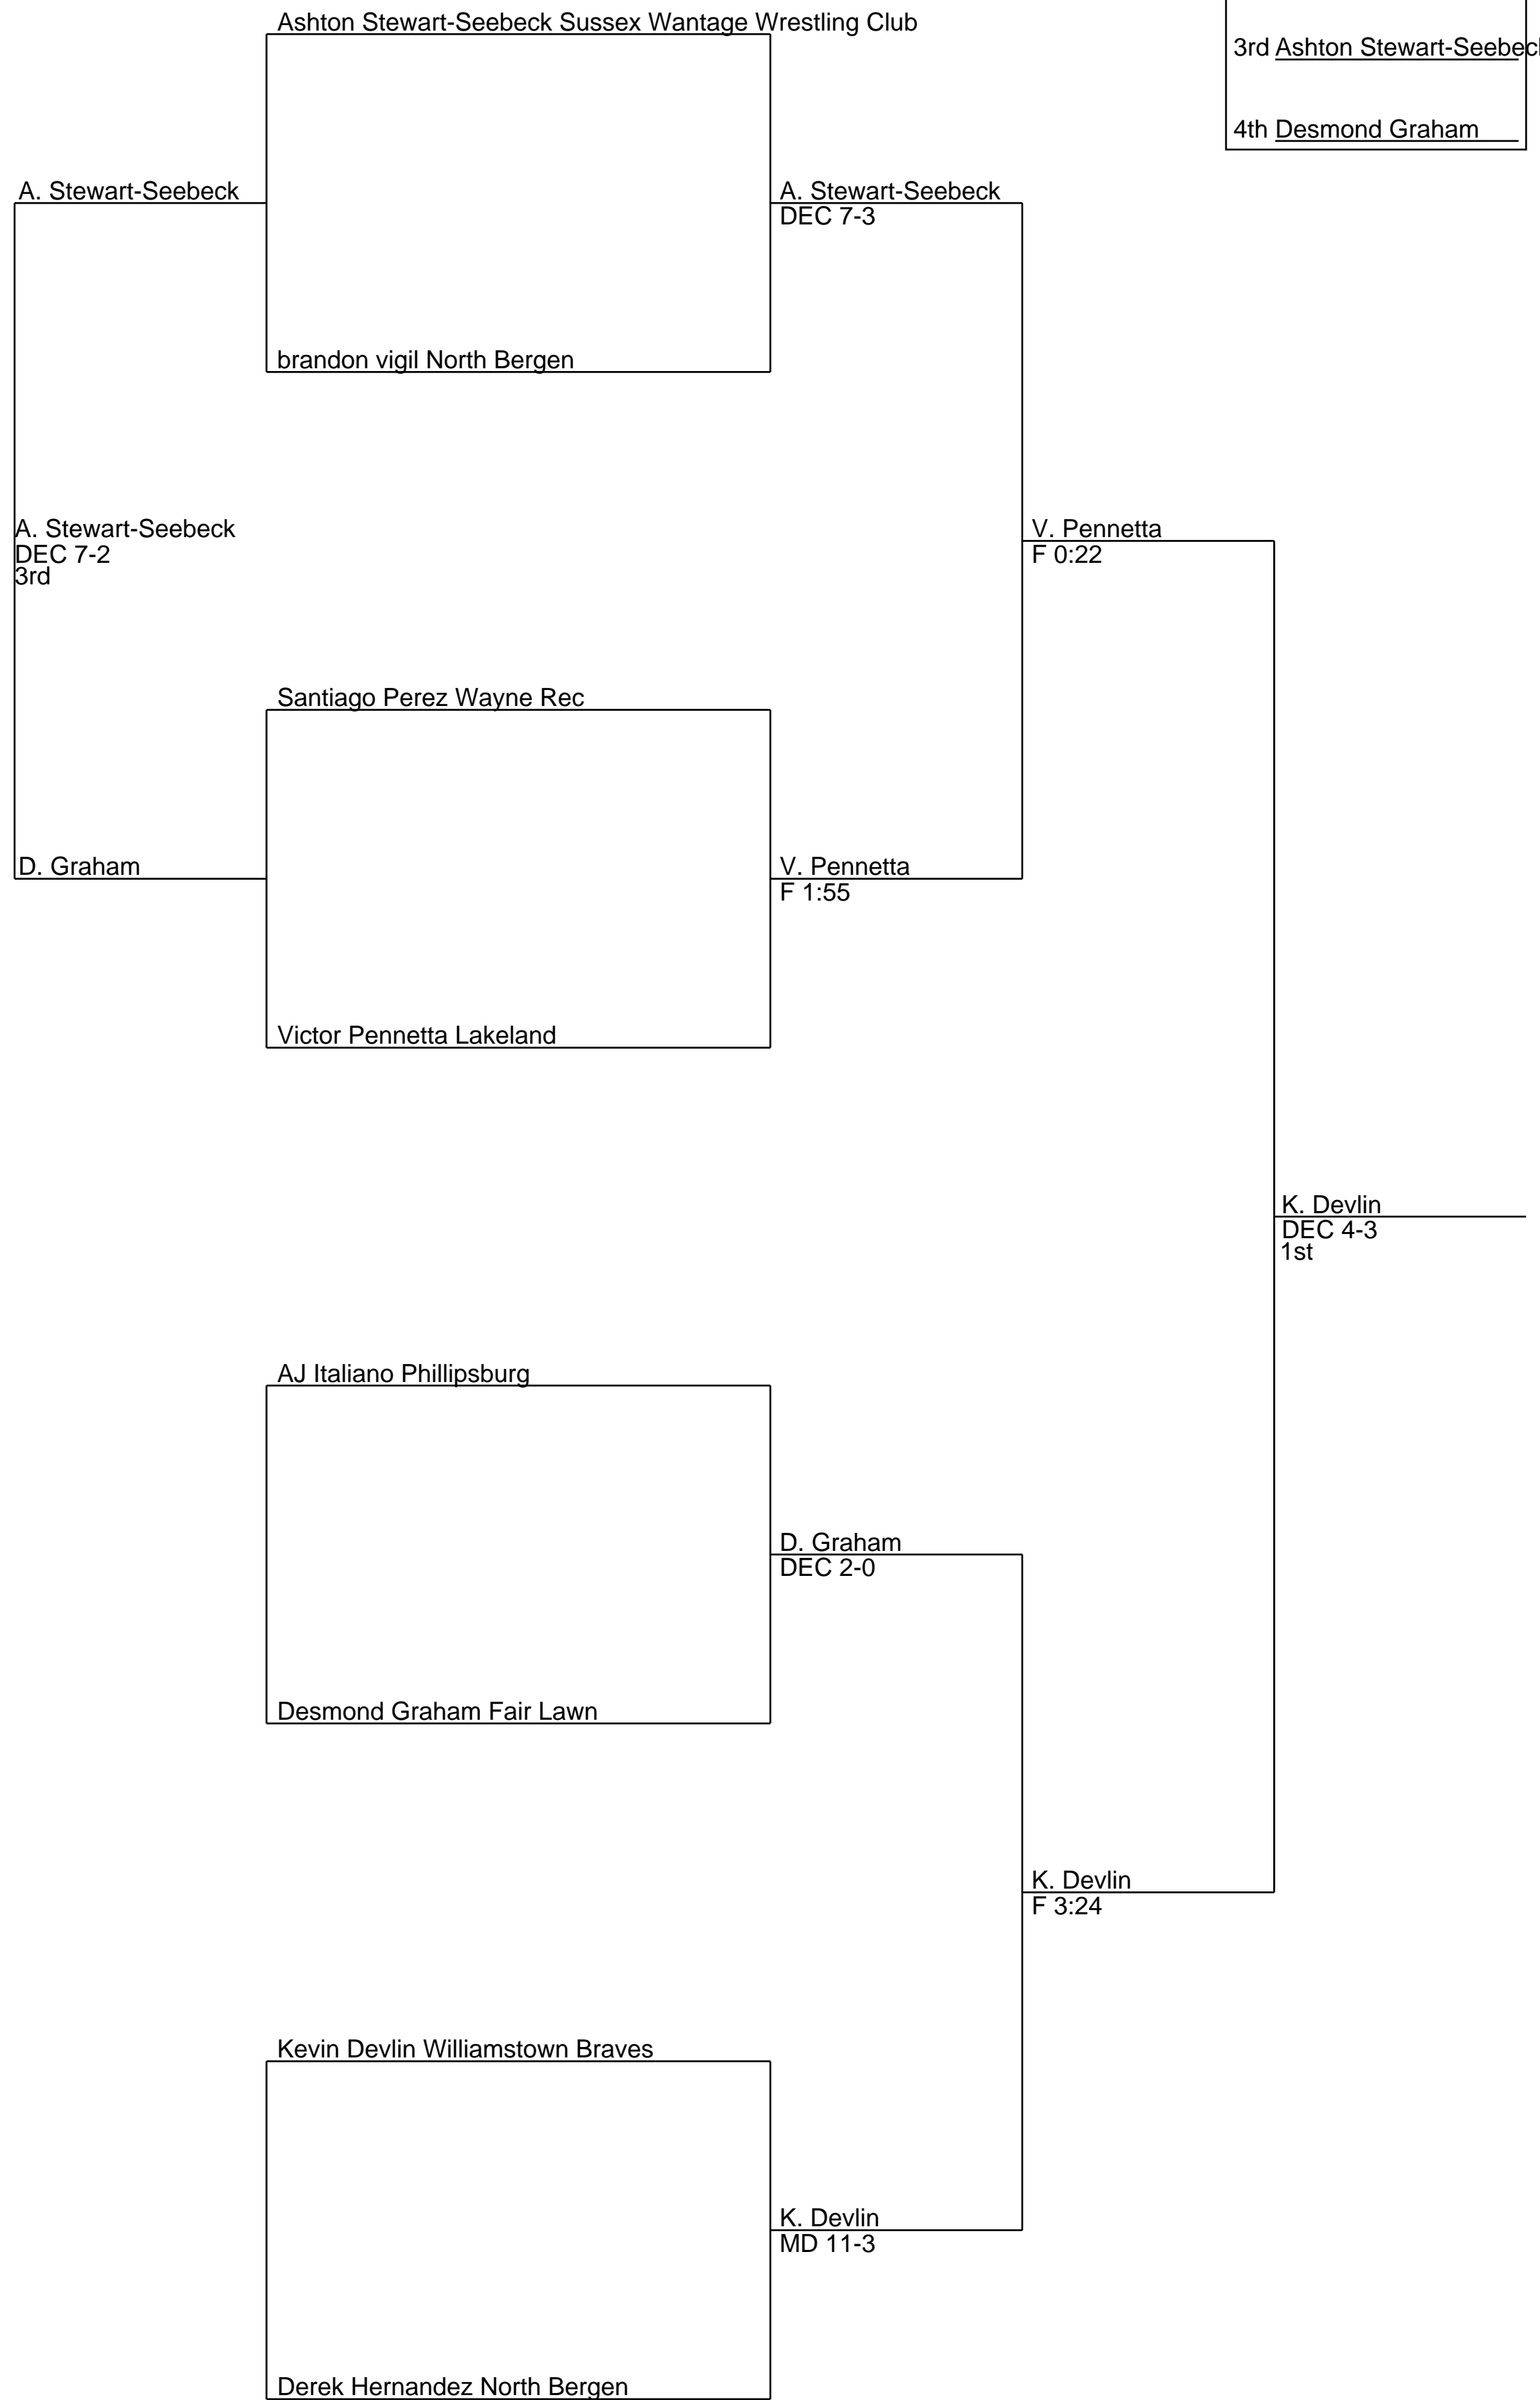 Ashton Stewart-Seebeck Sussex Wantage Wrestling Club
3rd Ashton Stewart-Seebeck
4th Desmond Graham
A. Stewart-Seebeck
A. Stewart-Seebeck
DEC 7-3
brandon vigil North Bergen
A. Stewart-Seebeck
DEC 7-2
3rd
V. Pennetta
F 0:22
Santiago Perez Wayne Rec
D. Graham
V. Pennetta
F 1:55
Victor Pennetta Lakeland
K. Devlin
DEC 4-3
1st
AJ Italiano Phillipsburg
D. Graham
DEC 2-0
Desmond Graham Fair Lawn
K. Devlin
F 3:24
Kevin Devlin Williamstown Braves
K. Devlin
MD 11-3
Derek Hernandez North Bergen